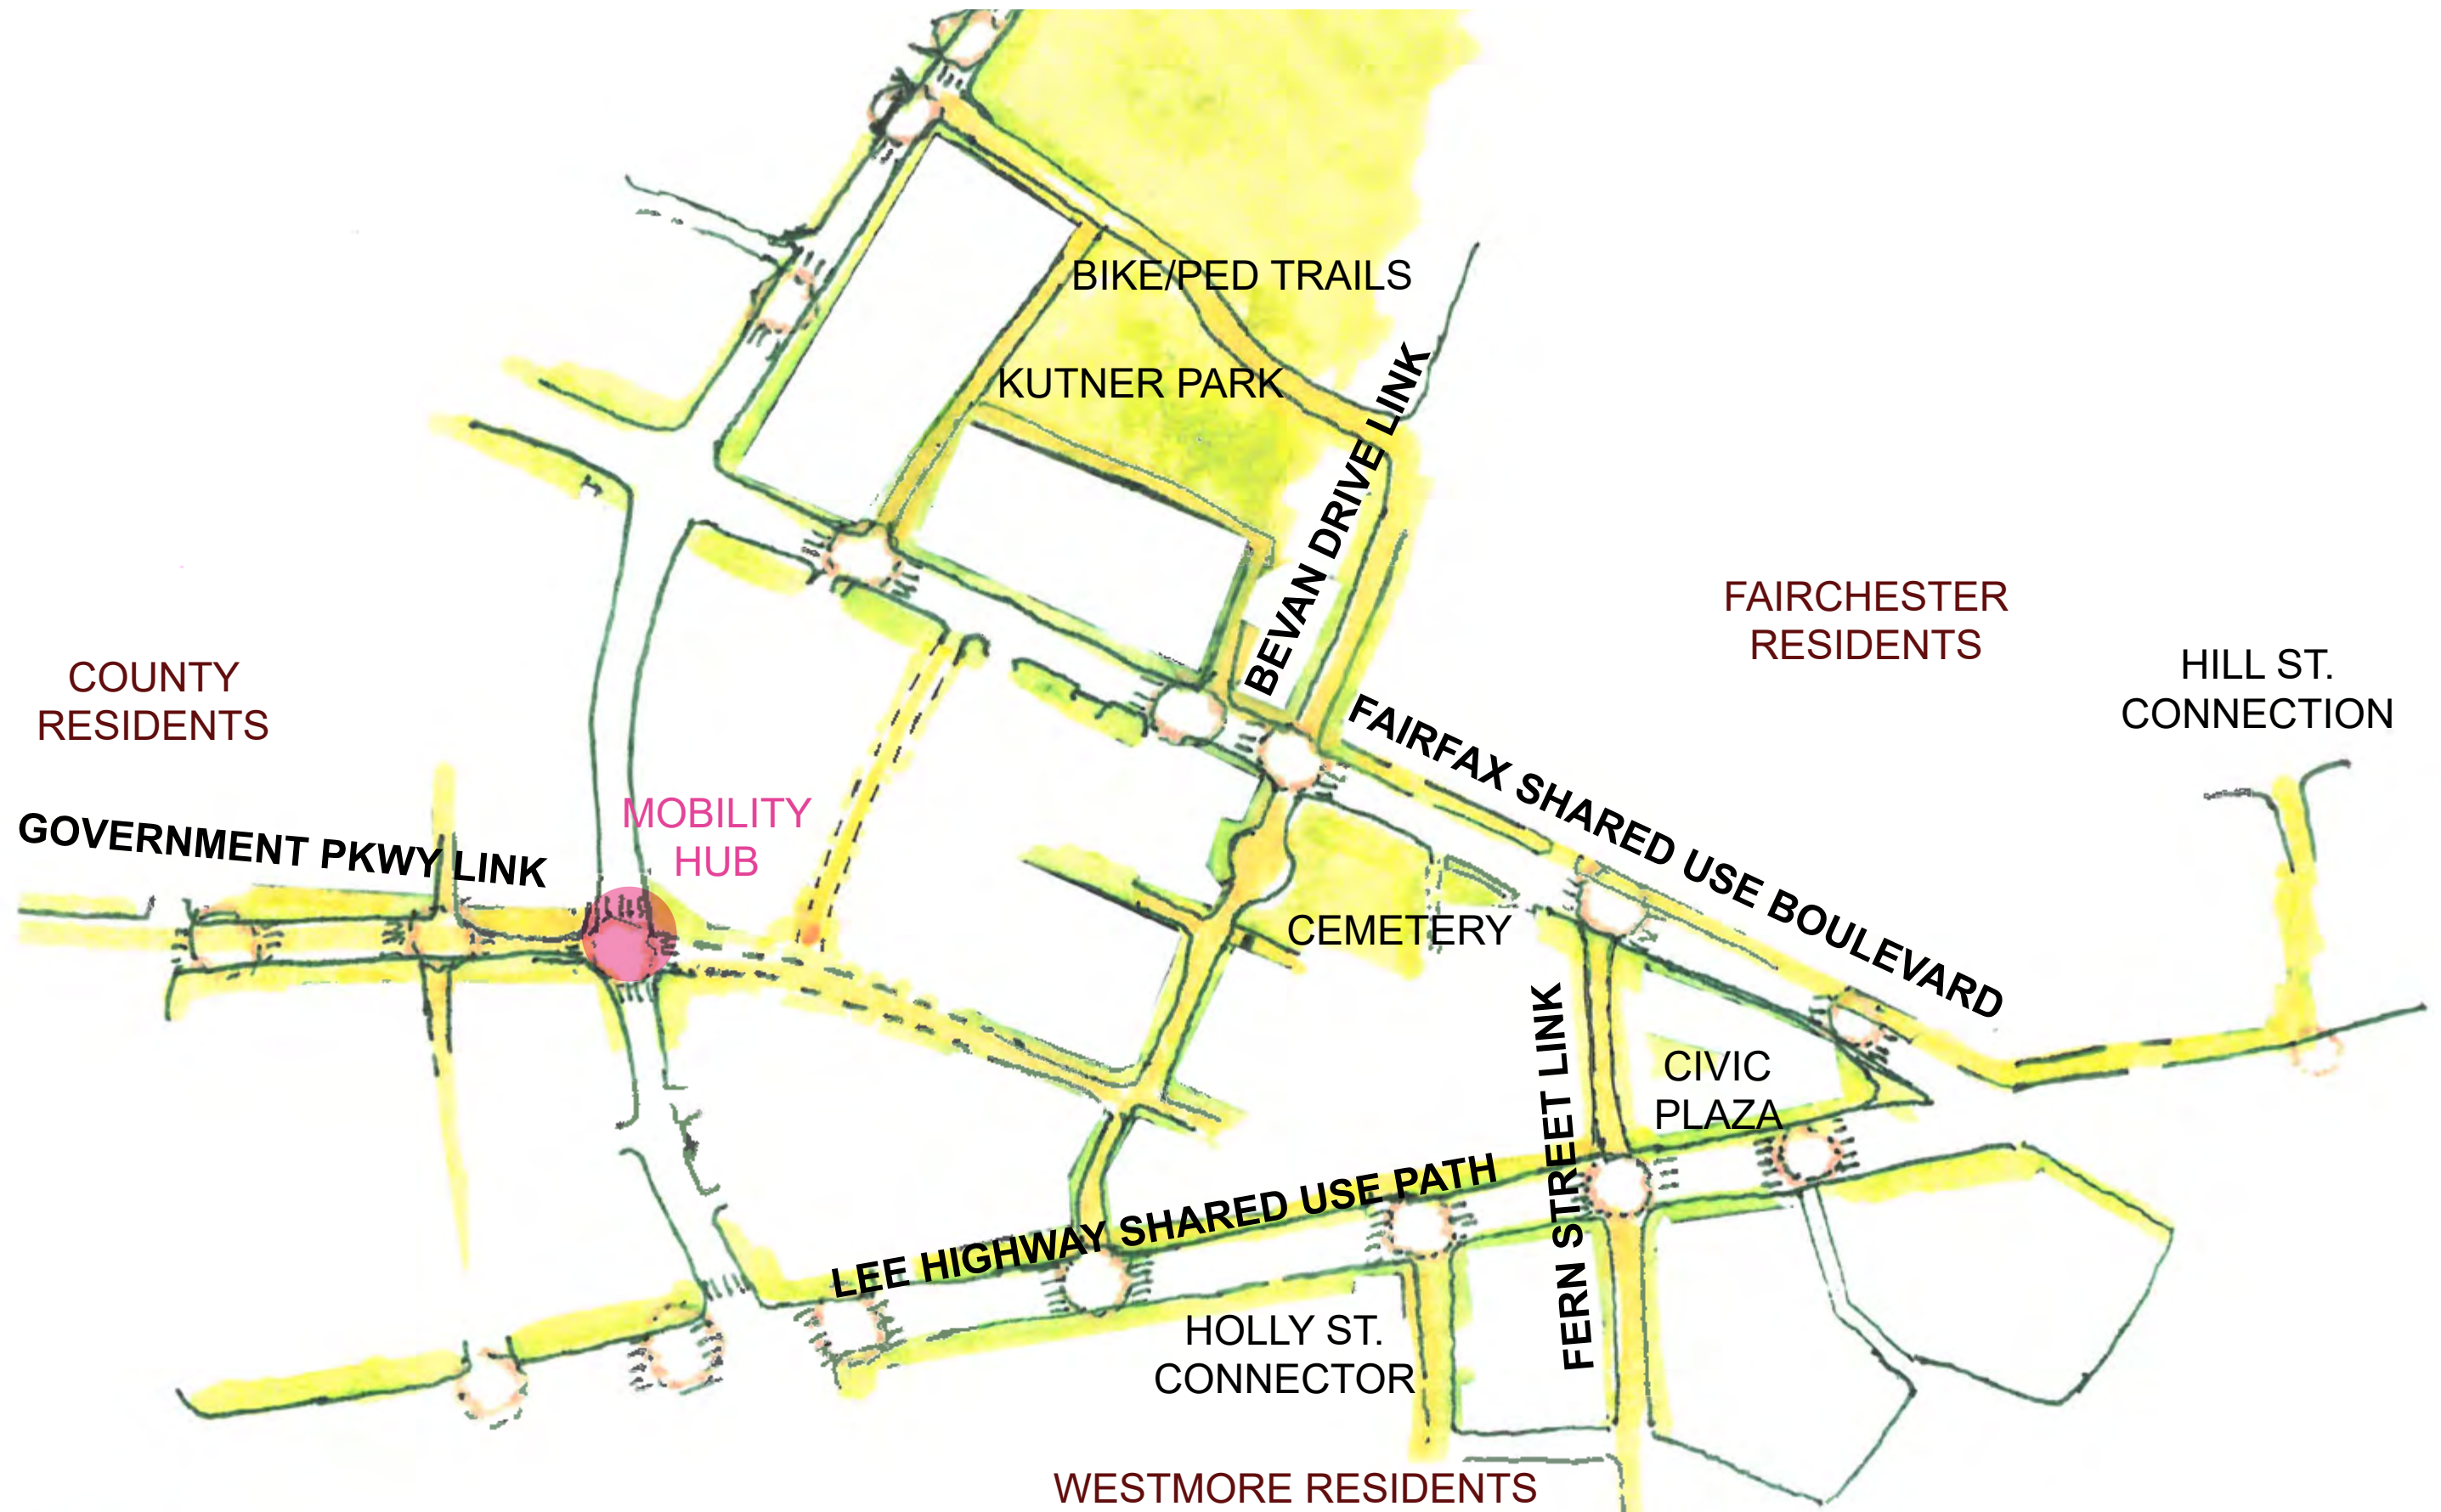 BIKE/PED TRAILS
KUTNER PARK
BEVAN DRIVE LINK
FAIRCHESTER
RESIDENTS
HILL ST.
CONNECTION
COUNTY
RESIDENTS
FAIRFAX SHARED USE BOULEVARD
MOBILITY
HUB
GOVERNMENT PKWY LINK
CEMETERY
CIVIC
PLAZA
FERN STREET LINK
LEE HIGHWAY SHARED USE PATH
HOLLY ST.
CONNECTOR
WESTMORE RESIDENTS